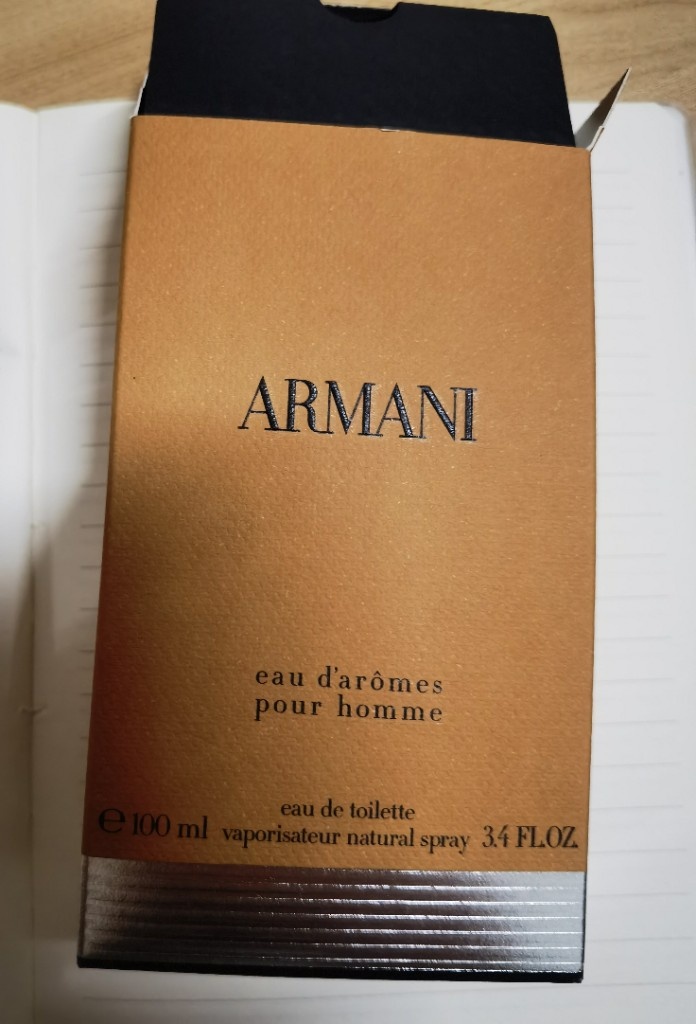 ARMANI
eau d'arômes
pour homme
eau de toilette
℮ 100 ml vaporisateur natural spray 3.4 FL.OZ